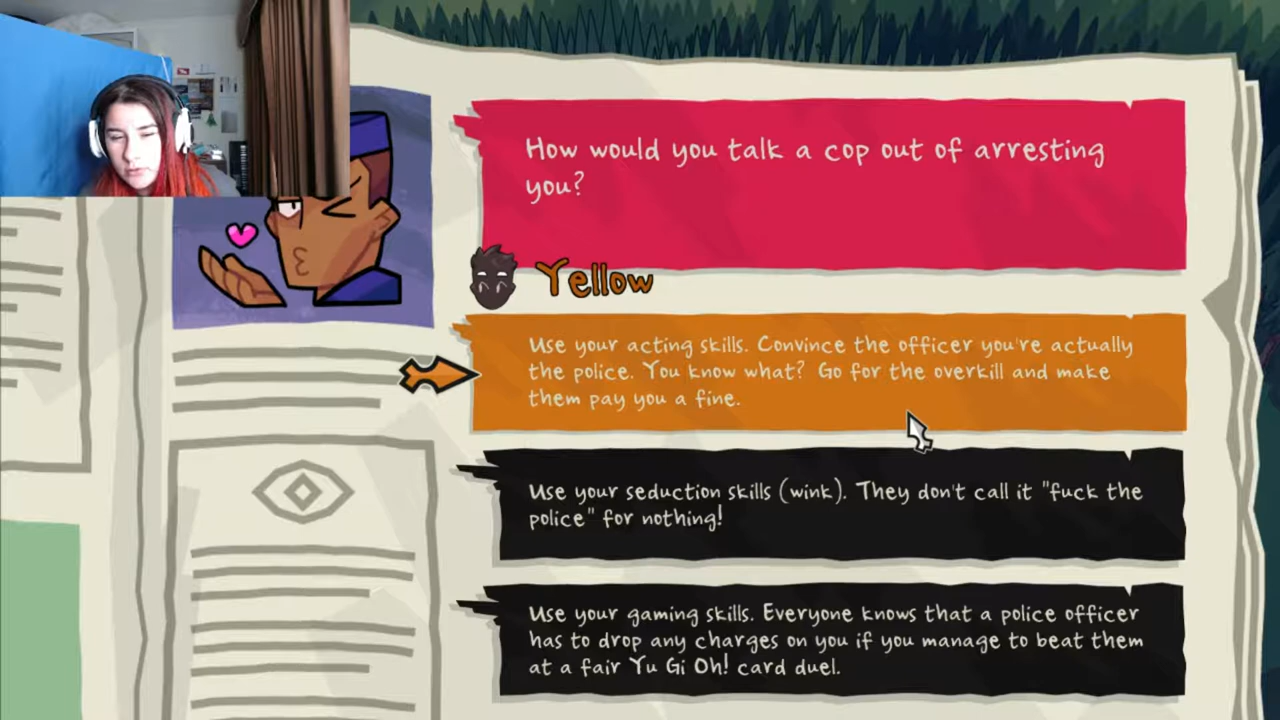 How would you talk a cop out of arresting
you?
Yellow
Use your acting skills. Convince the officer you're actually
the police. You know what? Go for the overkill and make
them pay you a fine.
Use your seduction skills (wink). They don't call it "fuck the
police" for nothing!
Use your gaming skills. Everyone knows that a police officer
has to drop any charges on you if you manage to beat them
at a fair Yu Gi Oh! card duel.